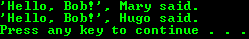 'Hello, Bob!', Mary said.
'Hello, Bob!', Hugo said.
Press any key to continue . . .